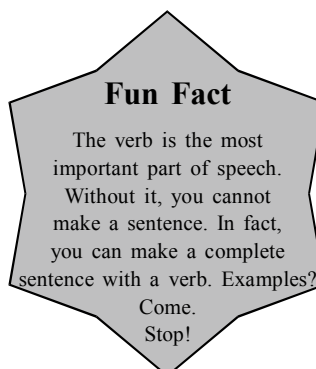 Fun Fact
The verb is the most
important part of speech.
Without it, you cannot
make a sentence. In fact,
you can make a complete
sentence with a verb. Examples?
Come.
Stop!